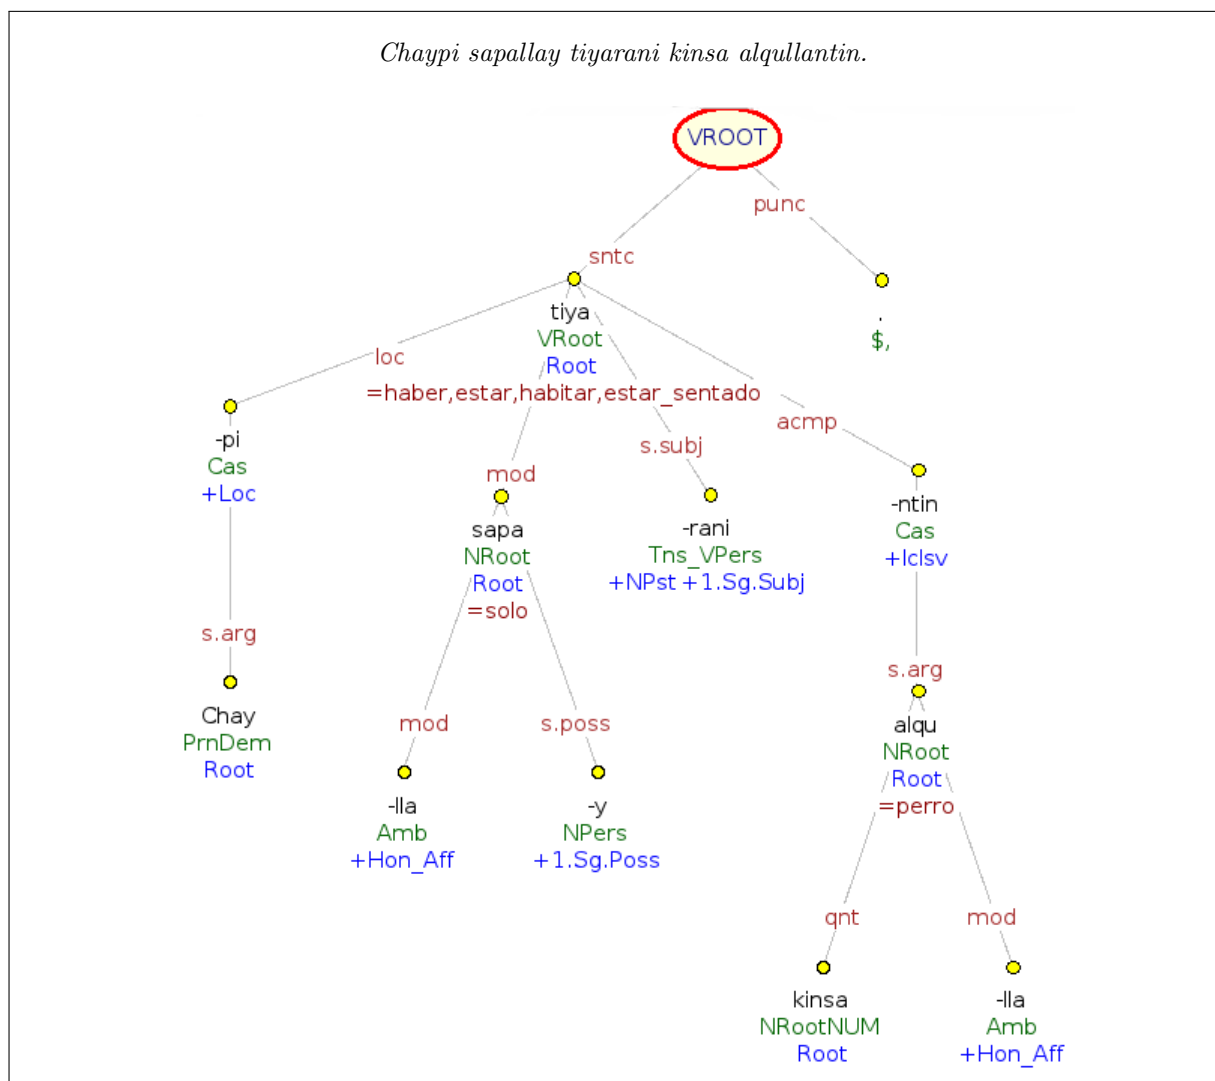 Chaypi sapallay tiyarani kinsa alqullantin.
VROOT
punc
sntc
.
$,
tiya
VRoot
Root
=haber,estar,habitar,estar_sentado
loc
-pi
Cas
+Loc
s.arg
Chay
PrnDem
Root
mod
sapa
NRoot
Root
=solo
mod
-lla
Amb
+Hon_Aff
s.poss
-y
NPers
+1.Sg.Poss
s.subj
-rani
Tns_VPers
+NPst +1.Sg.Subj
acmp
-ntin
Cas
+Iclsv
s.arg
alqu
NRoot
Root
=perro
qnt
kinsa
NRootNUM
Root
mod
-lla
Amb
+Hon_Aff